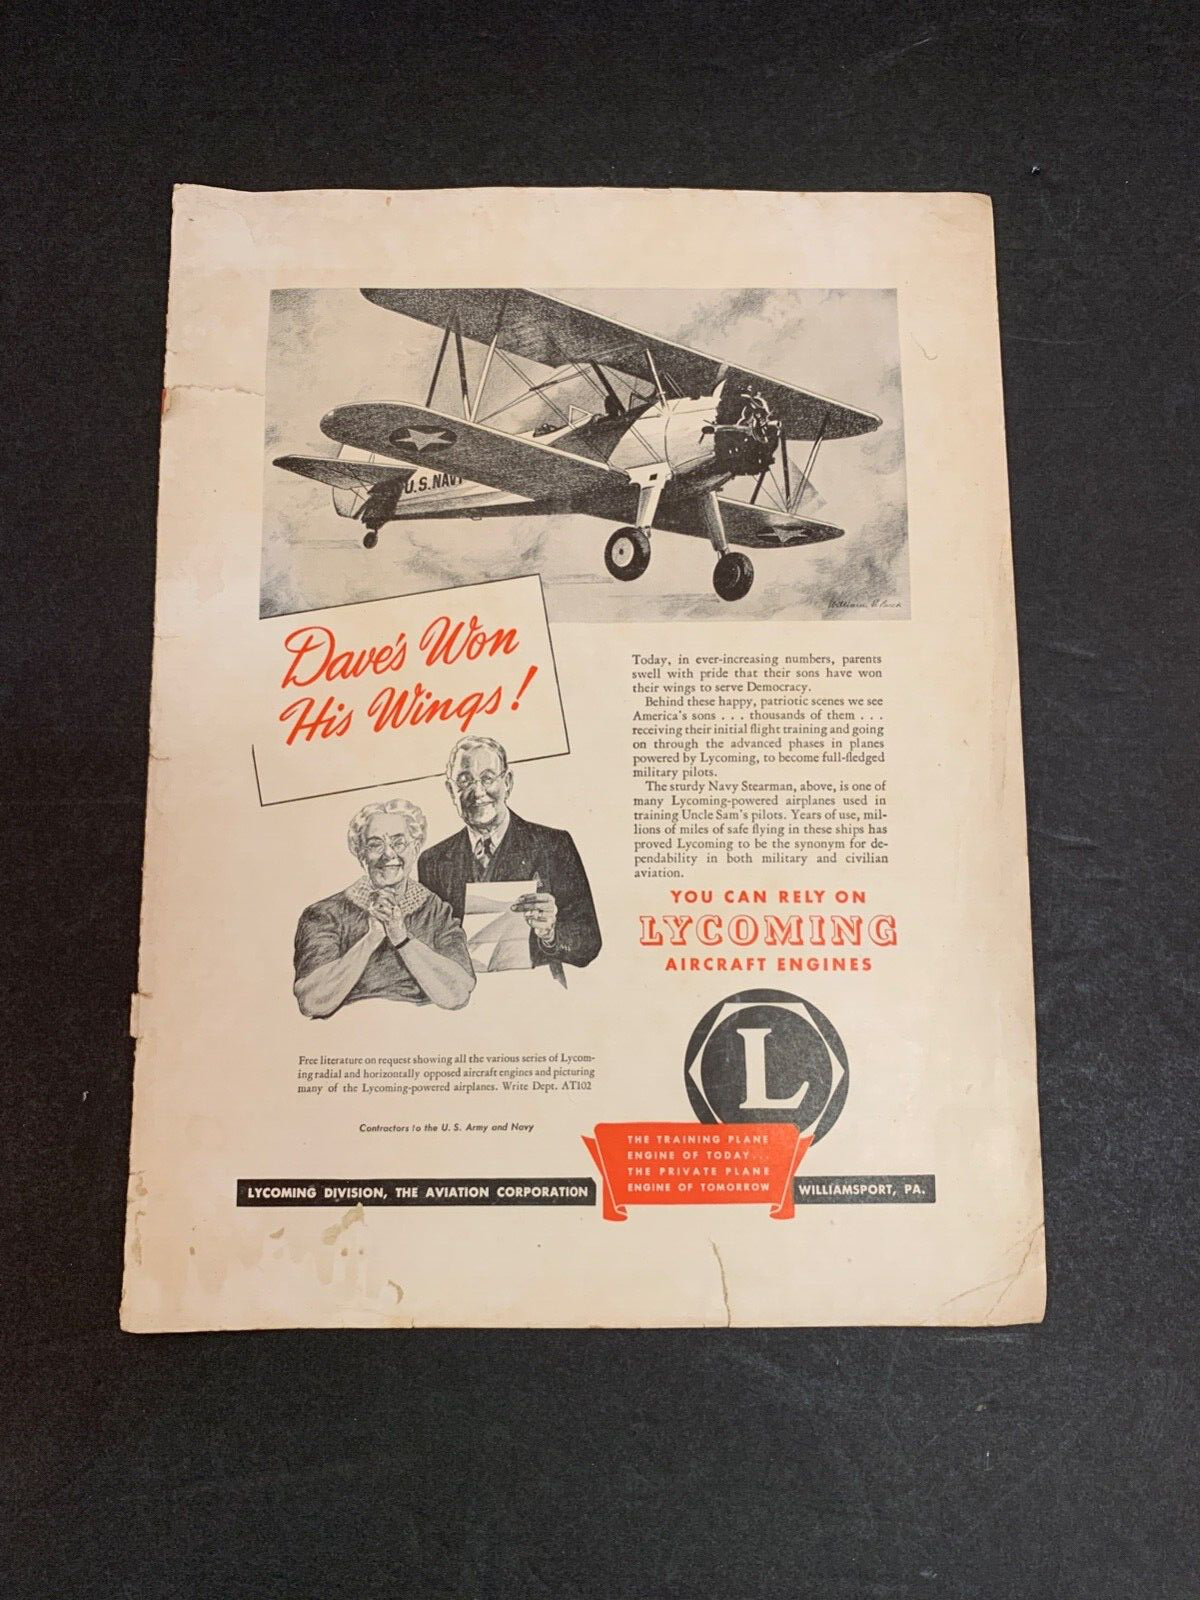 U.S. NAVY
Dave's Won
His Wings!
Today, in ever-increasing numbers, parents
swell with pride that their sons have won
their wings to serve Democracy.
Behind these happy, patriotic scenes we see
America's sons . . . thousands of them . . .
receiving their initial flight training and going
on through the advanced phases in planes
powered by Lycoming, to become full-fledged
military pilots.
The sturdy Navy Stearman, above, is one of
many Lycoming-powered airplanes used in
training Uncle Sam's pilots. Years of use, mil-
lions of miles of safe flying in these ships has
proved Lycoming to be the synonym for de-
pendability in both military and civilian
aviation.
YOU CAN RELY ON
LYCOMING
AIRCRAFT ENGINES
L
Free literature on request showing all the various series of Lycom-
ing radial and horizontally opposed aircraft engines and picturing
many of the Lycoming-powered airplanes. Write Dept. AT102
Contractors to the U. S. Army and Navy
THE TRAINING PLANE
ENGINE OF TODAY...
THE PRIVATE PLANE
ENGINE OF TOMORROW
LYCOMING DIVISION, THE AVIATION CORPORATION
WILLIAMSPORT, PA.